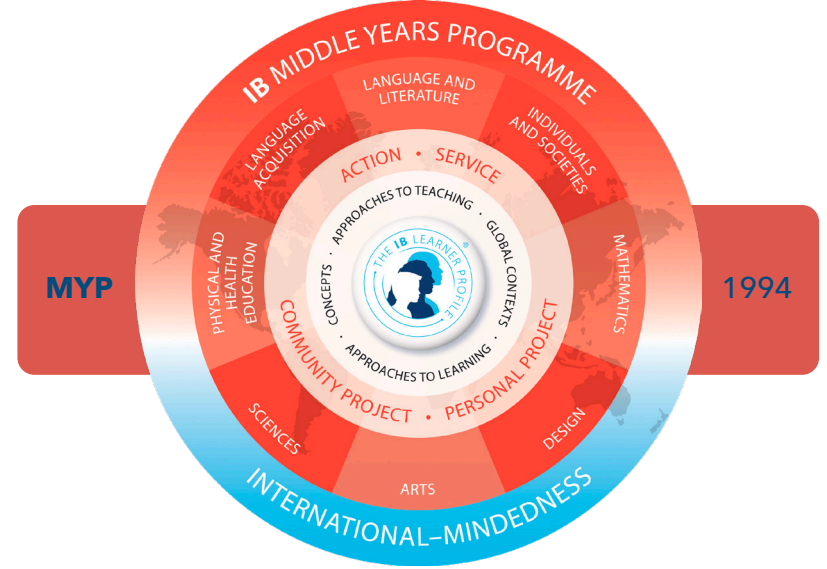 IB MIDDLE YEARS PROGRAMME
LANGUAGE AND
LITERATURE
INDIVIDUALS
AND SOCIETIES
MATHEMATICS
DESIGN
ARTS
SCIENCES
PHYSICAL AND
HEALTH
EDUCATION
LANGUAGE
ACQUISITION
ACTION • SERVICE
PERSONAL PROJECT
•
COMMUNITY PROJECT
APPROACHES TO TEACHING •
GLOBAL CONTEXTS •
APPROACHES TO LEARNING •
CONCEPTS •
THE IB LEARNER PROFILE
®
MYP
1994
INTERNATIONAL–MINDEDNESS